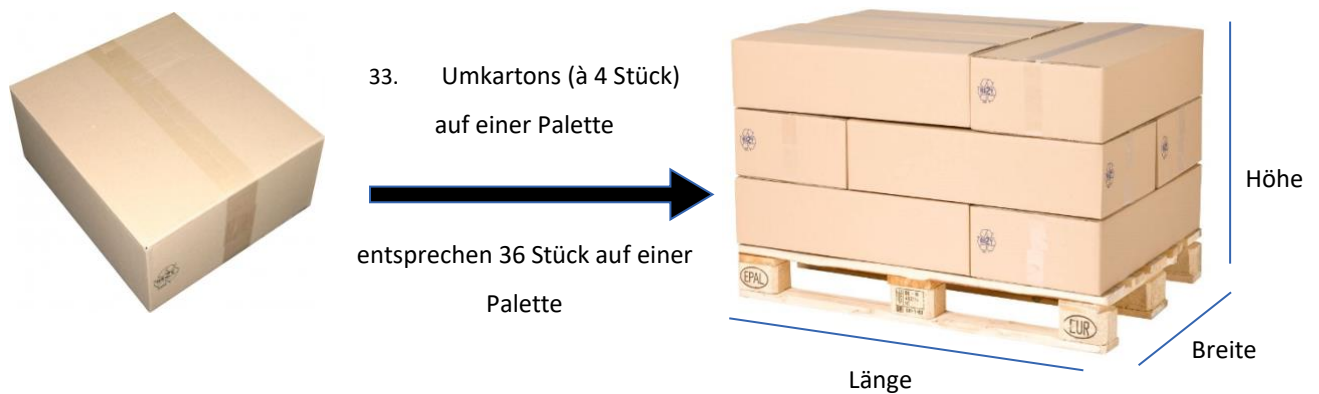 33. Umkartons (à 4 Stück)
auf einer Palette
entsprechen 36 Stück auf einer
Palette
Höhe
Breite
Länge
EPAL
EUR